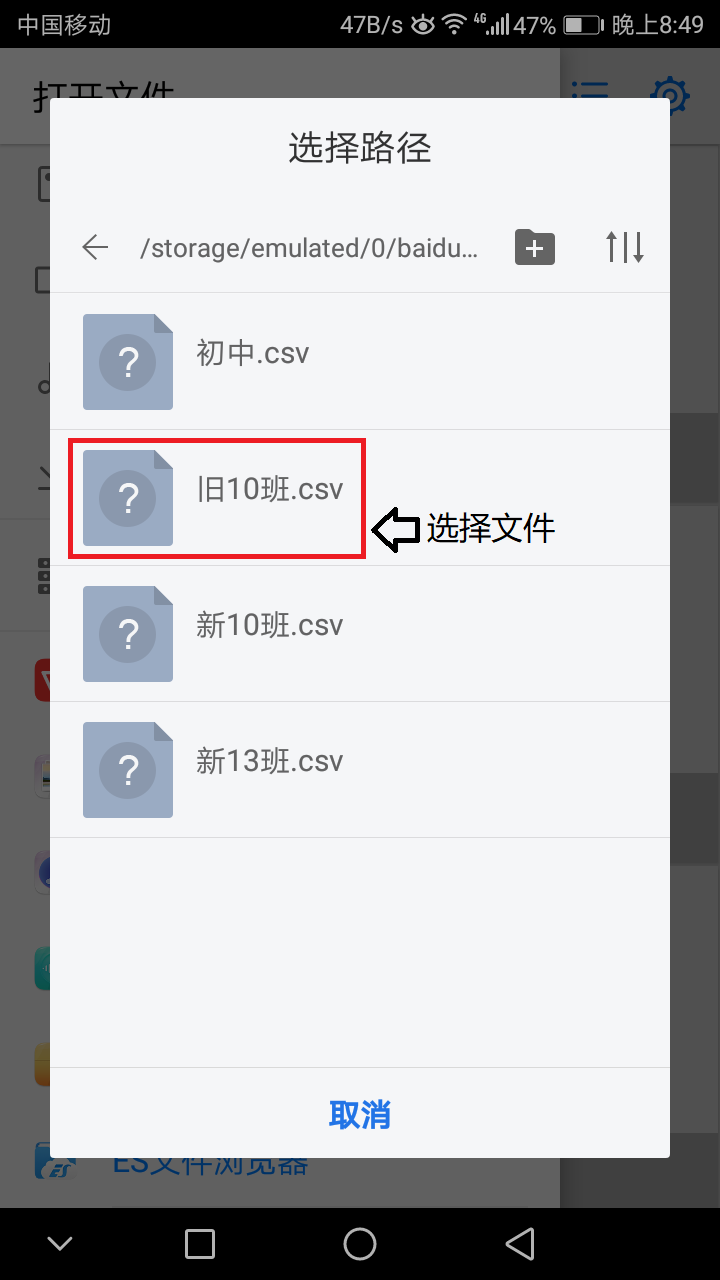 中国移动 47B/s 4G 47% 晚上8:49
打开文件
选择路径
/storage/emulated/0/baidu...
初中.csv
旧10班.csv
选择文件
新10班.csv
新13班.csv
取消
ES文件浏览器